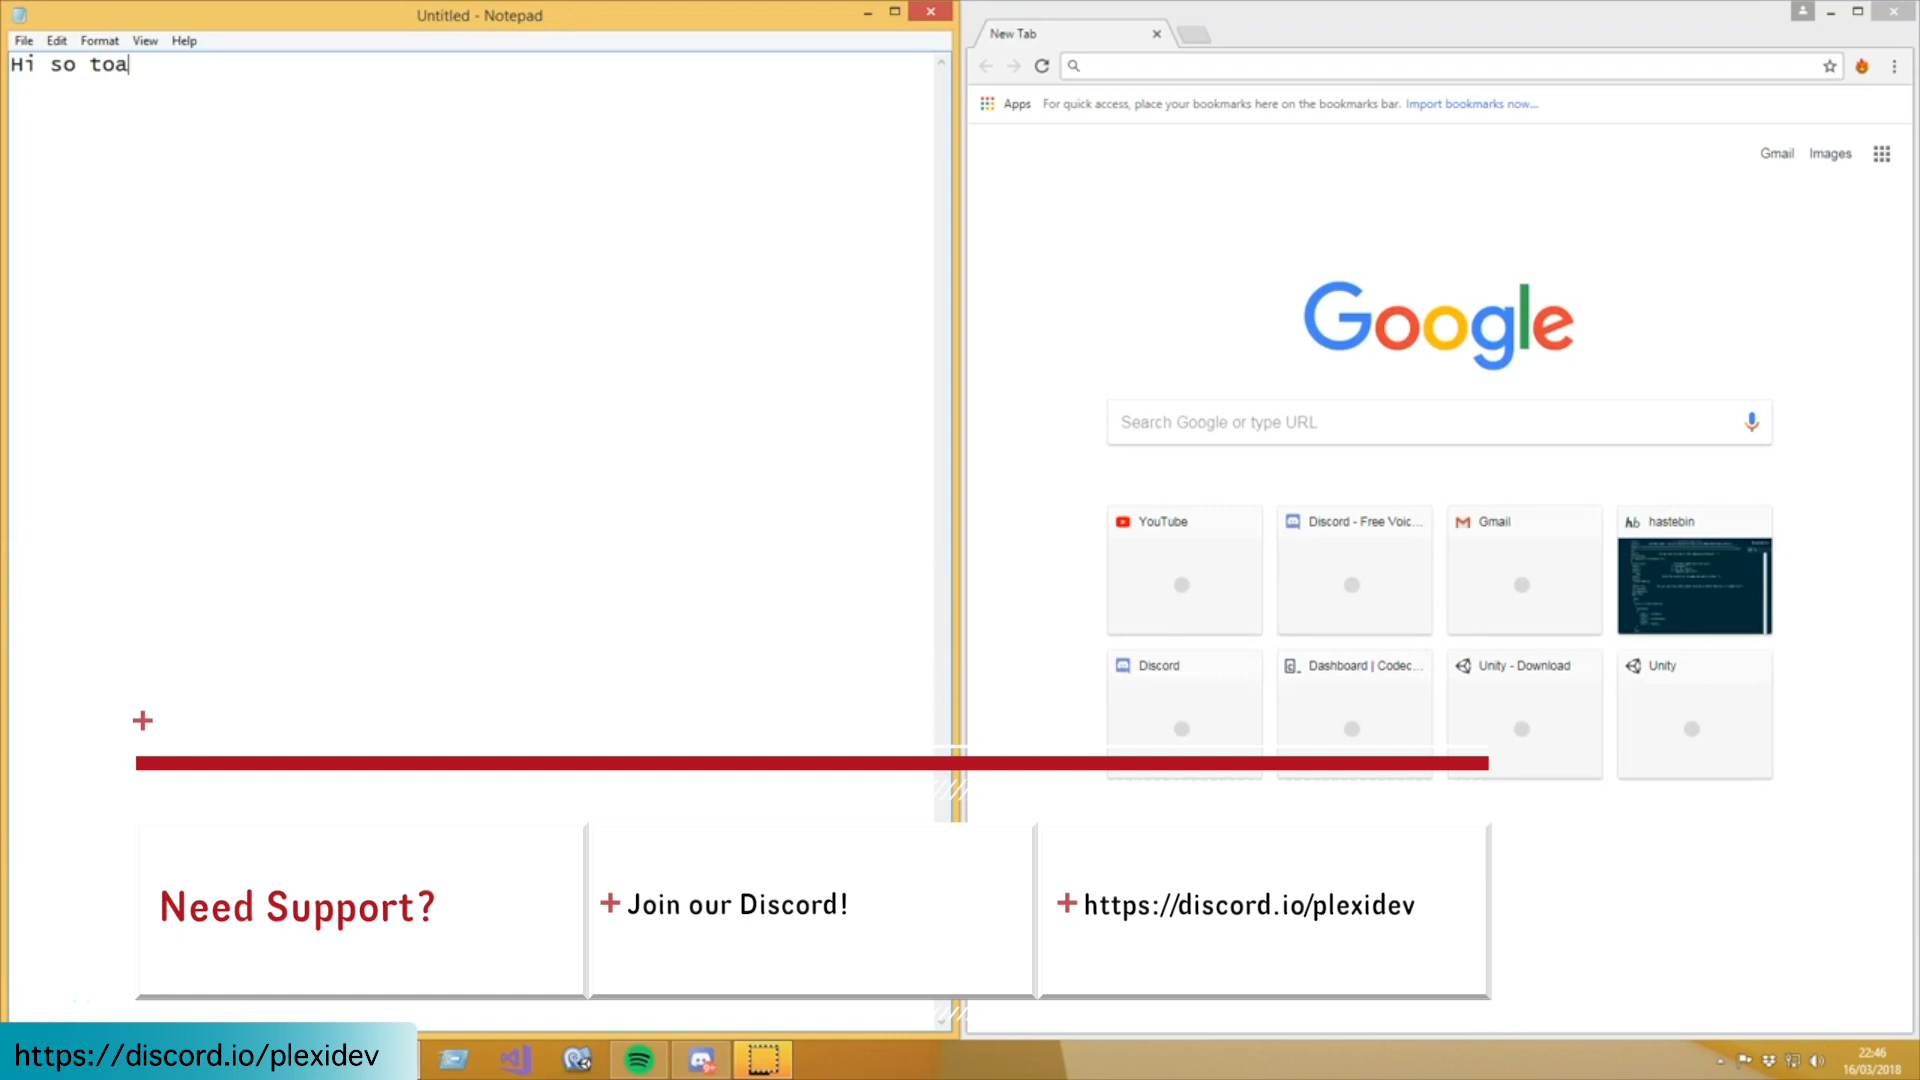 Untitled - Notepad
File Edit Format View Help
Hi so toa
New Tab
Apps For quick access, place your bookmarks here on the bookmarks bar. Import bookmarks now...
Gmail Images
Google
Search Google or type URL
YouTube
Discord - Free Voic...
Gmail
hb hastebin
Discord
Dashboard | Codec...
Unity - Download
Unity
Need Support?
+ Join our Discord!
+ https://discord.io/plexidev
https://discord.io/plexidev
22:46
16/03/2018